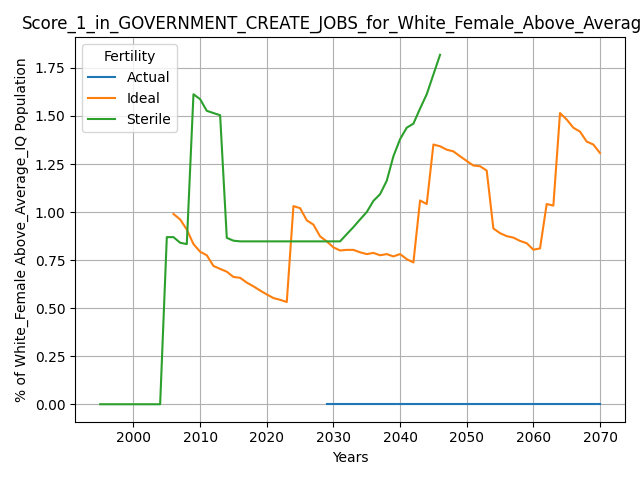 Score_1_in_GOVERNMENT_CREATE_JOBS_for_White_Female_Above_Averag
Fertility
Actual
Ideal
Sterile
% of White_Female Above_Average_IQ Population
1.75
1.50
1.25
1.00
0.75
0.50
0.25
0.00
2000 2010 2020 2030 2040 2050 2060 2070
Years